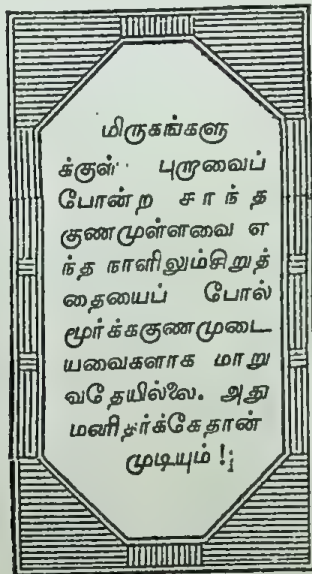 மிருகங்களு
க்குள் புறாவைப்
போன்ற சாந்த
குணமுள்ளவை எ
ந்த நாளிலும்சிறுத்
தையைப் போல்
மூர்க்ககுணமுடை
யவைகளாக மாறு
வதேயில்லை. அது
மனிதர்க்கேதான்
முடியும் !